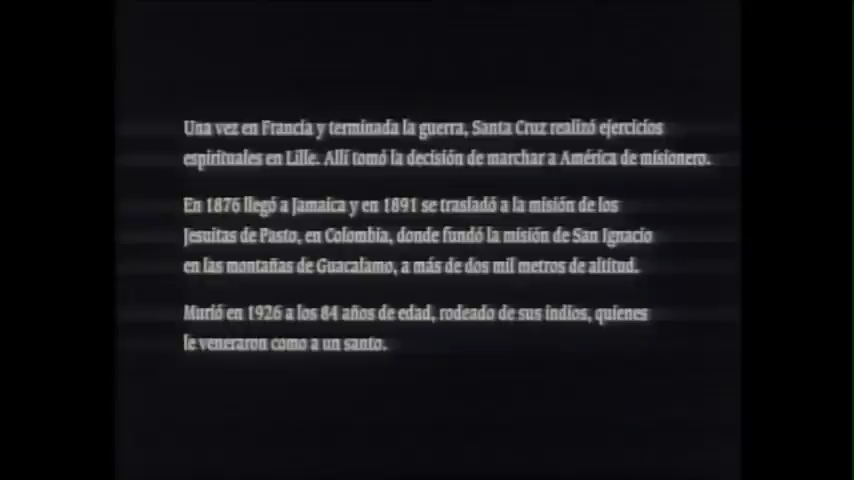 Una vez en Francia y terminada la guerra, Santa Cruz realizó ejercicios
espirituales en Lille. Allí tomó la decisión de marchar a América de misionero.
En 1876 llegó a Jamaica y en 1891 se trasladó a la misión de los
Jesuitas de Pasto, en Colombia, donde fundó la misión de San Ignacio
en las montañas de Guacalamo, a más de dos mil metros de altitud.
Murió en 1926 a los 84 años de edad, rodeado de sus indios, quienes
le veneraron como a un santo.